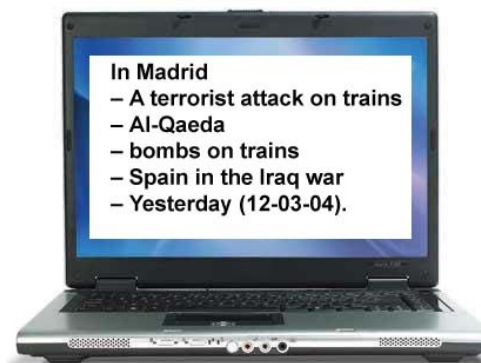 In Madrid
– A terrorist attack on trains
– Al-Qaeda
– bombs on trains
– Spain in the Iraq war
– Yesterday (12-03-04).